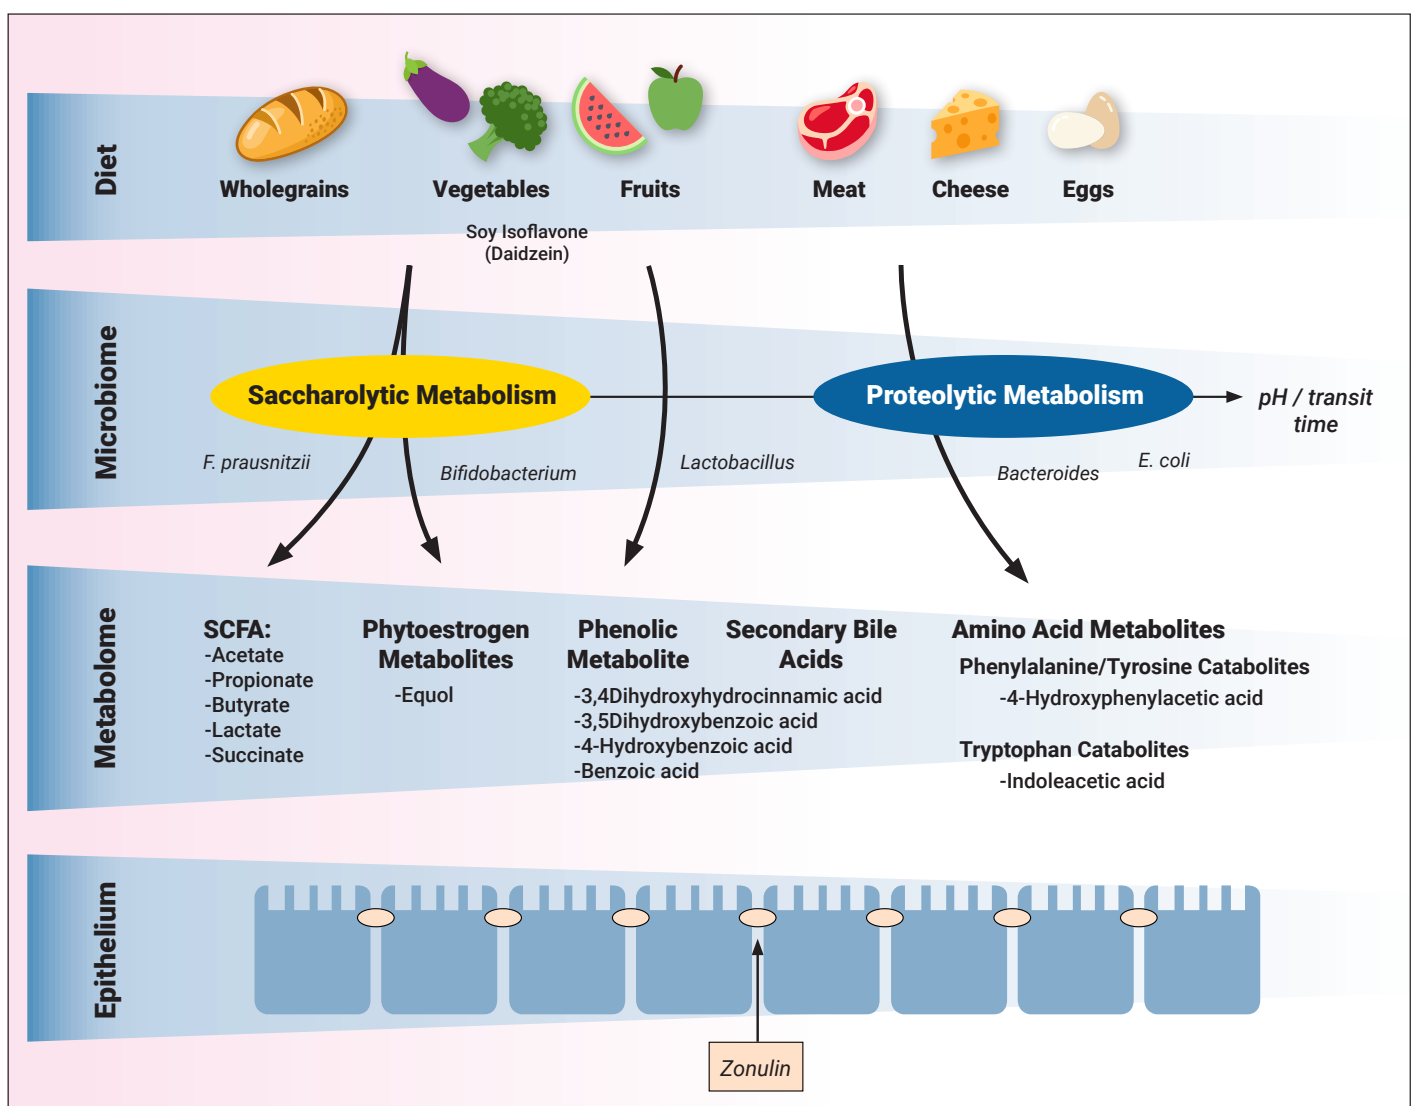 Diet
Wholegrains
Vegetables
Fruits
Meat
Cheese
Eggs
Soy Isoflavone
(Daidzein)
Microbiome
Saccharolytic Metabolism
Proteolytic Metabolism
pH / transit
time
F. prausnitzii
Bifidobacterium
Lactobacillus
Bacteroides
E. coli
Metabolome
SCFA:
-Acetate
-Propionate
-Butyrate
-Lactate
-Succinate
Phytoestrogen
Metabolites
-Equol
Phenolic
Metabolite
Secondary Bile
Acids
-3,4Dihydroxyhydrocinnamic acid
-3,5Dihydroxybenzoic acid
-4-Hydroxybenzoic acid
-Benzoic acid
Amino Acid Metabolites
Phenylalanine/Tyrosine Catabolites
-4-Hydroxyphenylacetic acid
Tryptophan Catabolites
-Indoleacetic acid
Epithelium
Zonulin